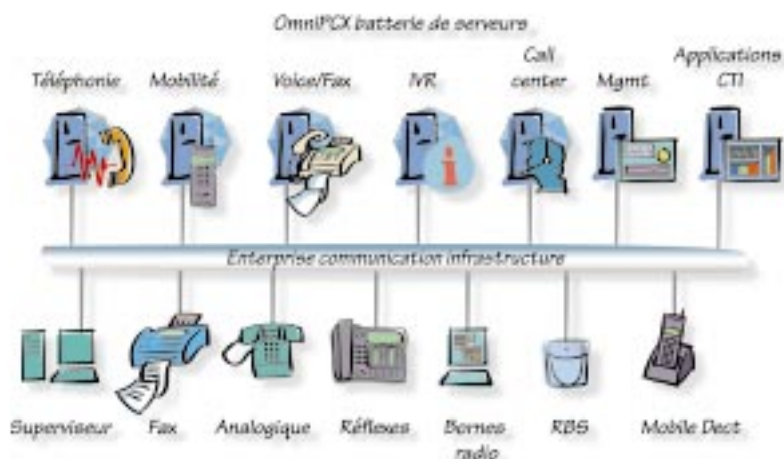 OmniPCX batterie de serveurs
Téléphonie
Mobilité
Voice/Fax
IVR
Call
center
Mgmt
Applications
CTI
Enterprise communication infrastructure
Superviseur
Fax
Analogique
Réflexes
Bornes
radio
RBS
Mobile Dect